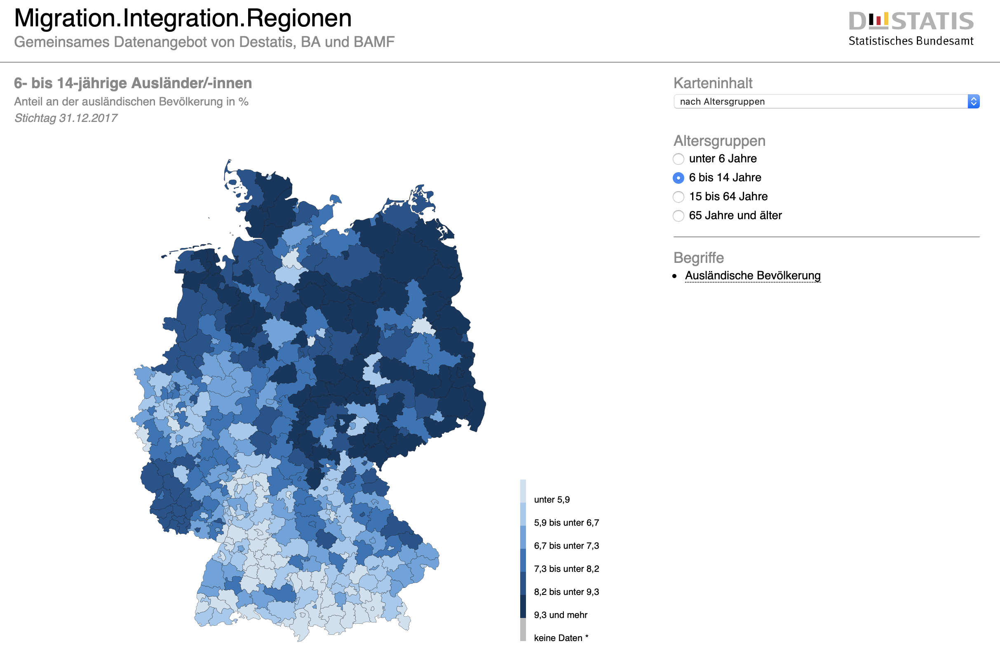 Migration.Integration.Regionen
Gemeinsames Datenangebot von Destatis, BA und BAMF
DESTATIS
Statistisches Bundesamt
6- bis 14-jährige Ausländer/-innen
Anteil an der ausländischen Bevölkerung in %
Stichtag 31.12.2017
Karteninhalt
nach Altersgruppen
Altersgruppen
unter 6 Jahre
6 bis 14 Jahre
15 bis 64 Jahre
65 Jahre und älter
Begriffe
• Ausländische Bevölkerung
unter 5,9
5,9 bis unter 6,7
6,7 bis unter 7,3
7,3 bis unter 8,2
8,2 bis unter 9,3
9,3 und mehr
keine Daten *